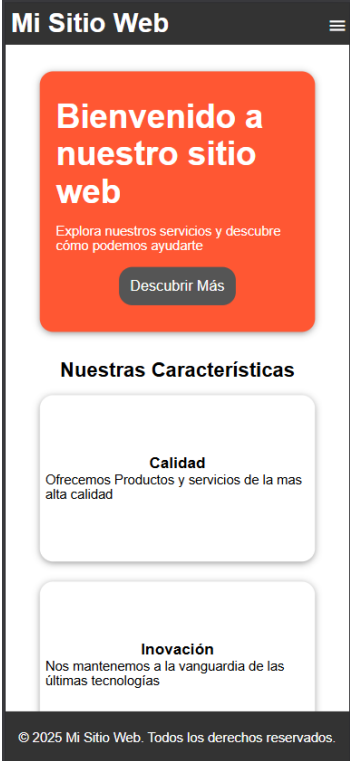 Mi Sitio Web
Bienvenido a
nuestro sitio
web
Explora nuestros servicios y descubre
cómo podemos ayudarte
Descubrir Más
Nuestras Características
Calidad
Ofrecemos Productos y servicios de la mas
alta calidad
Inovación
Nos mantenemos a la vanguardia de las
últimas tecnologías
© 2025 Mi Sitio Web. Todos los derechos reservados.